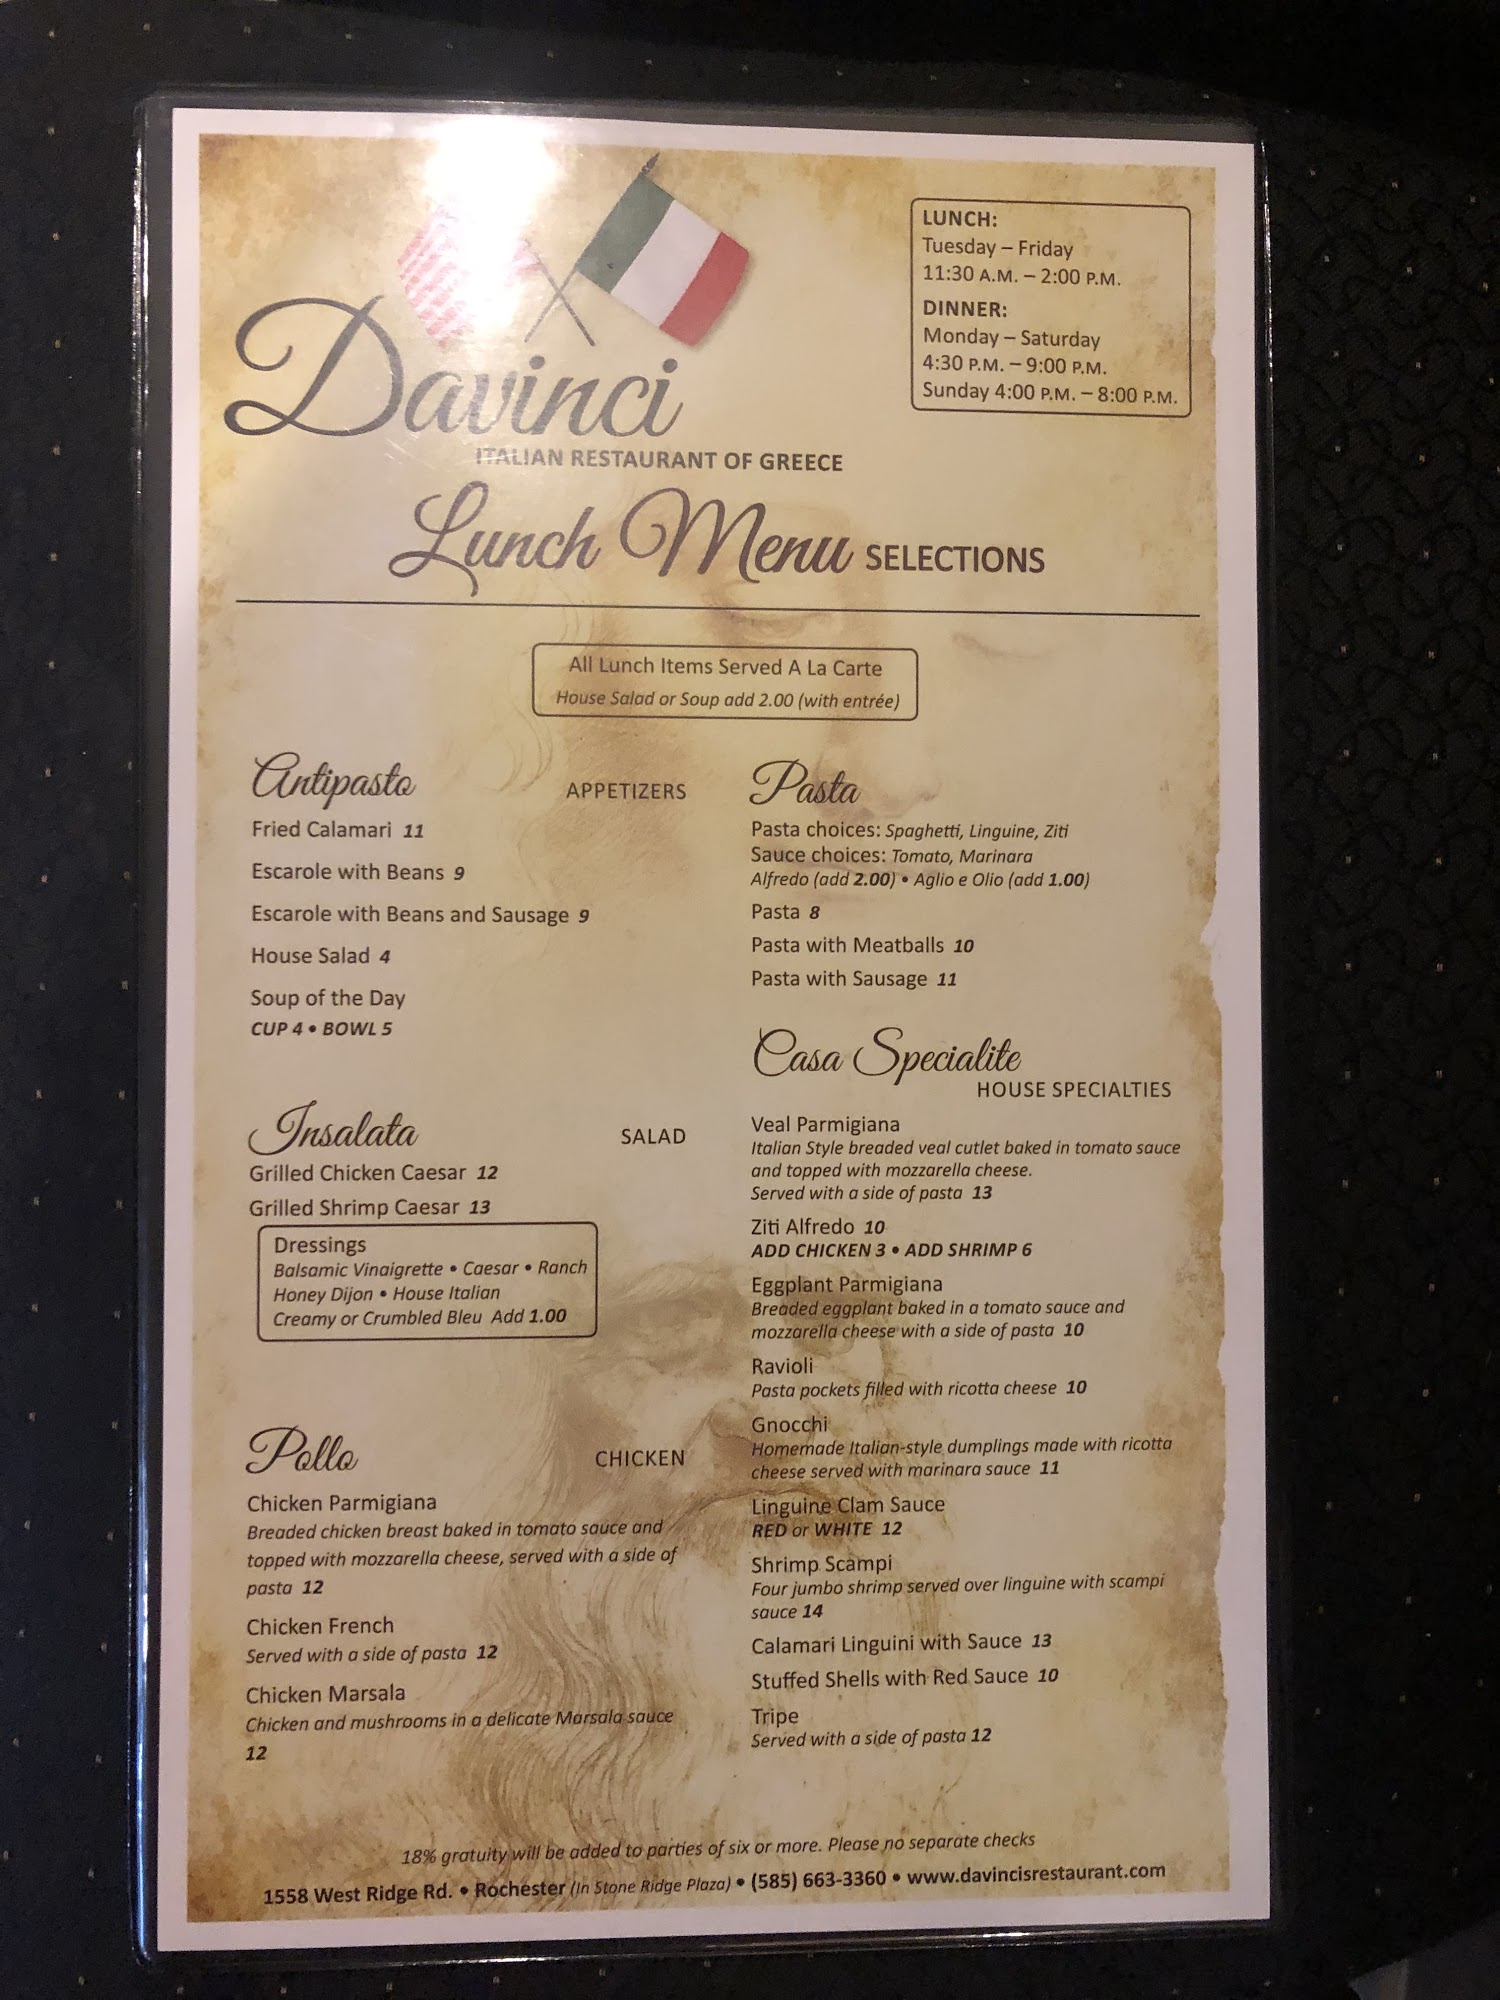 LUNCH:
Tuesday – Friday
11:30 A.M. – 2:00 P.M.
DINNER:
Monday – Saturday
4:30 P.M. – 9:00 P.M.
Sunday 4:00 P.M. – 8:00 P.M.
Davinci
ITALIAN RESTAURANT OF GREECE
Lunch Menu SELECTIONS
All Lunch Items Served A La Carte
House Salad or Soup add 2.00 (with entrée)
Antipasto APPETIZERS
Fried Calamari 11
Escarole with Beans 9
Escarole with Beans and Sausage 9
House Salad 4
Soup of the Day
CUP 4 • BOWL 5
Insalata SALAD
Grilled Chicken Caesar 12
Grilled Shrimp Caesar 13
Dressings
Balsamic Vinaigrette • Caesar • Ranch
Honey Dijon • House Italian
Creamy or Crumbled Bleu Add 1.00
Pollo CHICKEN
Chicken Parmigiana
Breaded chicken breast baked in tomato sauce and
topped with mozzarella cheese, served with a side of
pasta 12
Chicken French
Served with a side of pasta 12
Chicken Marsala
Chicken and mushrooms in a delicate Marsala sauce
12
Pasta
Pasta choices: Spaghetti, Linguine, Ziti
Sauce choices: Tomato, Marinara
Alfredo (add 2.00) • Aglio e Olio (add 1.00)
Pasta 8
Pasta with Meatballs 10
Pasta with Sausage 11
Casa Specialite
HOUSE SPECIALTIES
Veal Parmigiana
Italian Style breaded veal cutlet baked in tomato sauce
and topped with mozzarella cheese.
Served with a side of pasta 13
Ziti Alfredo 10
ADD CHICKEN 3 • ADD SHRIMP 6
Eggplant Parmigiana
Breaded eggplant baked in a tomato sauce and
mozzarella cheese with a side of pasta 10
Ravioli
Pasta pockets filled with ricotta cheese 10
Gnocchi
Homemade Italian-style dumplings made with ricotta
cheese served with marinara sauce 11
Linguine Clam Sauce
RED or WHITE 12
Shrimp Scampi
Four jumbo shrimp served over linguine with scampi
sauce 14
Calamari Linguini with Sauce 13
Stuffed Shells with Red Sauce 10
Tripe
Served with a side of pasta 12
18% gratuity will be added to parties of six or more. Please no separate checks
1558 West Ridge Rd. • Rochester (In Stone Ridge Plaza) • (585) 663-3360 • www.davincisrestaurant.com